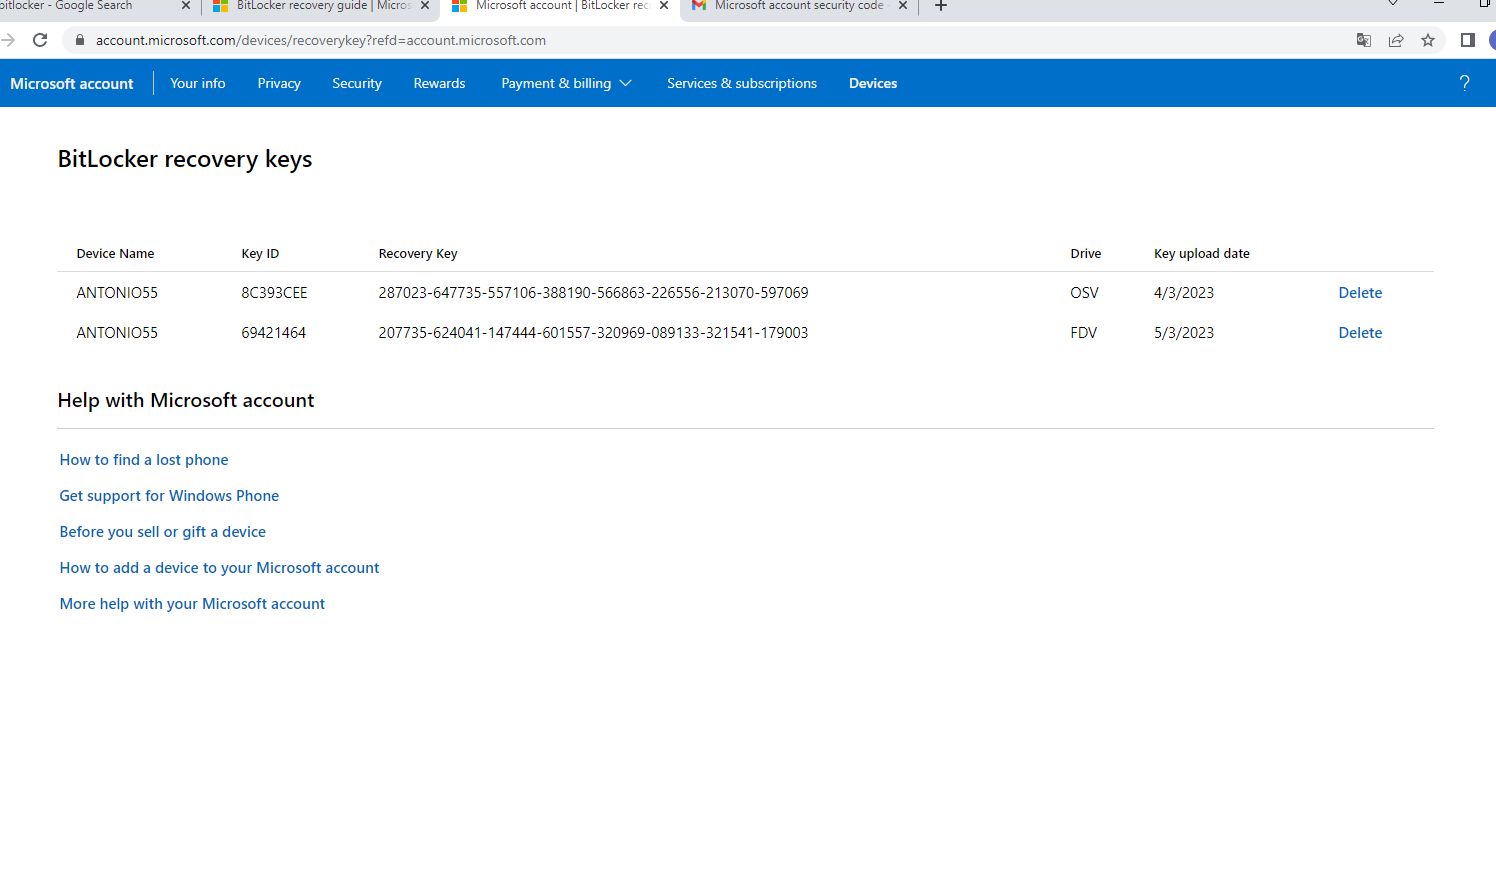 bitlocker - Google Search
BitLocker recovery guide | Micros
Microsoft account | BitLocker rec
Microsoft account security code -
account.microsoft.com/devices/recoverykey?refd=account.microsoft.com
Microsoft account
Your info
Privacy
Security
Rewards
Payment & billing
Services & subscriptions
Devices
?
BitLocker recovery keys
Device Name Key ID Recovery Key Drive Key upload date
ANTONIO55 8C393CEE 287023-647735-557106-388190-566863-226556-213070-597069 OSV 4/3/2023 Delete
ANTONIO55 69421464 207735-624041-147444-601557-320969-089133-321541-179003 FDV 5/3/2023 Delete
Help with Microsoft account
How to find a lost phone
Get support for Windows Phone
Before you sell or gift a device
How to add a device to your Microsoft account
More help with your Microsoft account